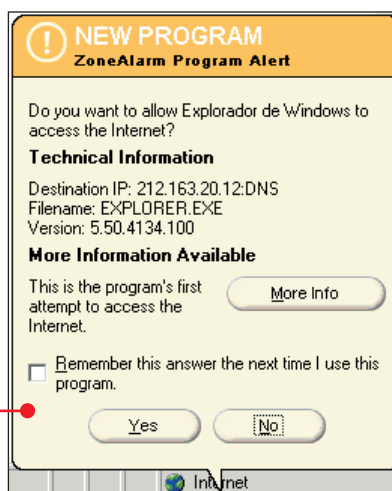 NEW PROGRAM
ZoneAlarm Program Alert
Do you want to allow Explorador de Windows to
access the Internet?
Technical Information
Destination IP: 212.163.20.12:DNS
Filename: EXPLORER.EXE
Version: 5.50.4134.100
More Information Available
This is the program's first
attempt to access the
Internet.
More Info
Remember this answer the next time I use this
program.
Yes
No
Internet